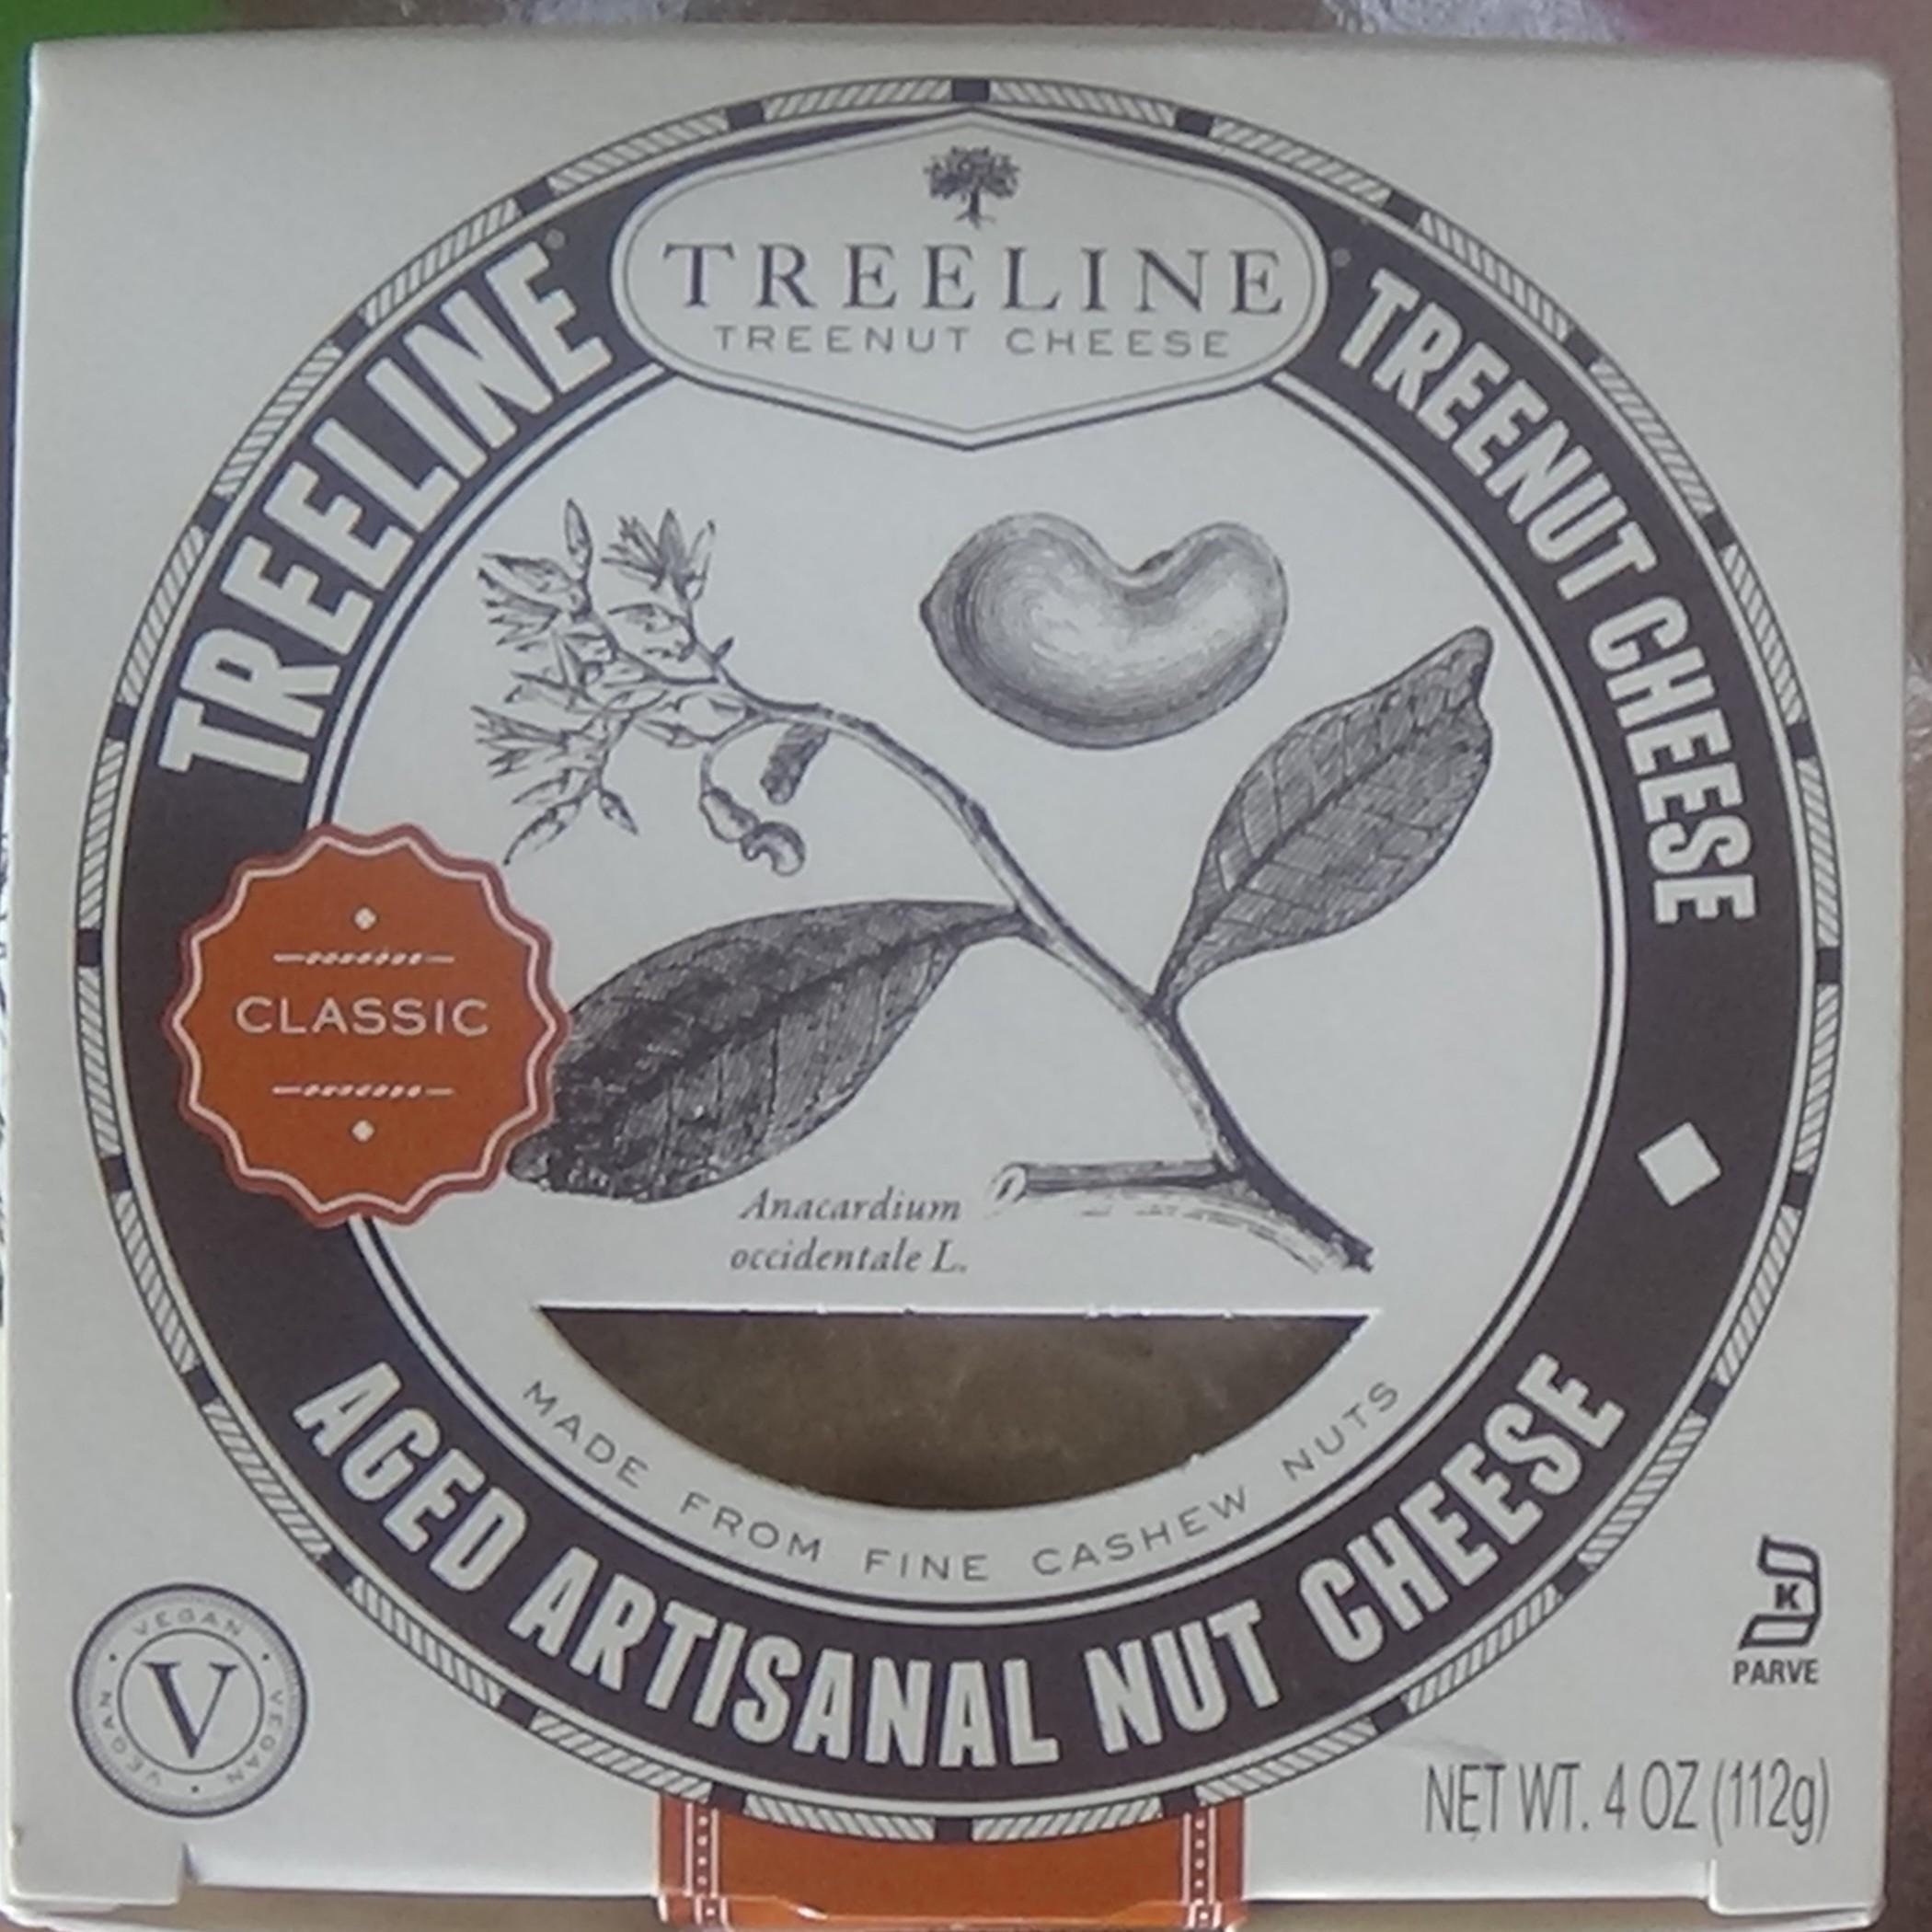 TREELINE
TREENUT CHEESE
TREELINE®
TREENUT CHEESE
CLASSIC
Anacardium
occidentale L.
MADE FROM FINE CASHEW NUTS
AGED ARTISANAL NUT CHEESE
VEGAN • VEGAN • VEGAN • VEGAN •
V
K
PARVE
NET WT. 4 OZ (112g)